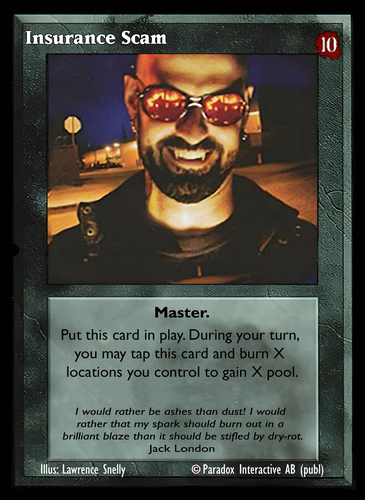 Insurance Scam
10
Master.
Put this card in play. During your turn,
you may tap this card and burn X
locations you control to gain X pool.
I would rather be ashes than dust! I would
rather that my spark should burn out in a
brilliant blaze than it should be stifled by dry-rot.
Jack London
Illus: Lawrence Snelly
© Paradox Interactive AB (publ)